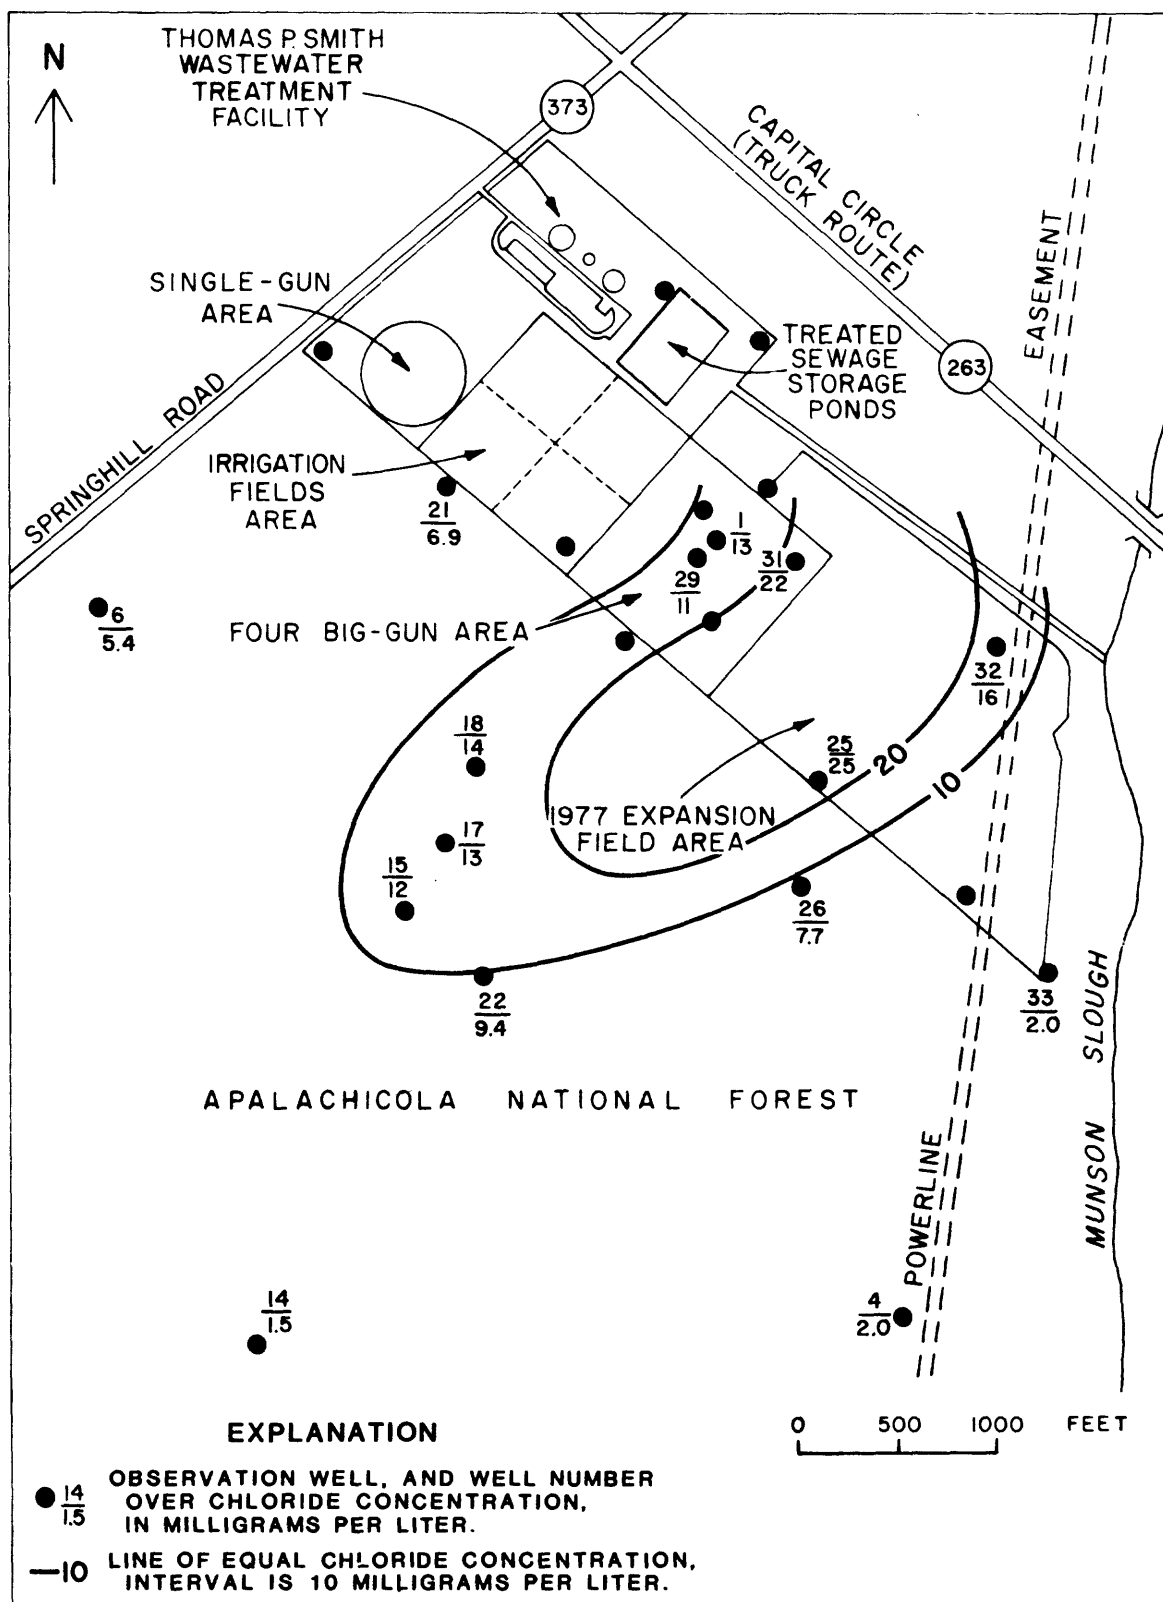 N
THOMAS P. SMITH
WASTEWATER
TREATMENT
FACILITY
373
CAPITAL CIRCLE
(TRUCK ROUTE)
EASEMENT
SINGLE-GUN
AREA
TREATED
SEWAGE
STORAGE
PONDS
263
SPRINGHILL ROAD
IRRIGATION
FIELDS
AREA
21
6.9
1
13
31
22
29
11
6
5.4
FOUR BIG-GUN AREA
32
16
18
14
25
25
20
10
1977 EXPANSION
FIELD AREA
17
13
15
12
26
7.7
22
9.4
33
2.0
MUNSON SLOUGH
APALACHICOLA NATIONAL FOREST
POWERLINE
14
1.5
4
2.0
0 500 1000 FEET
EXPLANATION
14
1.5
OBSERVATION WELL, AND WELL NUMBER
OVER CHLORIDE CONCENTRATION,
IN MILLIGRAMS PER LITER.
—10 LINE OF EQUAL CHLORIDE CONCENTRATION,
INTERVAL IS 10 MILLIGRAMS PER LITER.